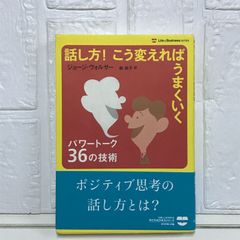 Life & Business SERIES
話し方！こう変えれば
うまくいく
ジョージ・ウォルサー
パワートーク
36の技術
ポジティブ思考の
話し方とは？